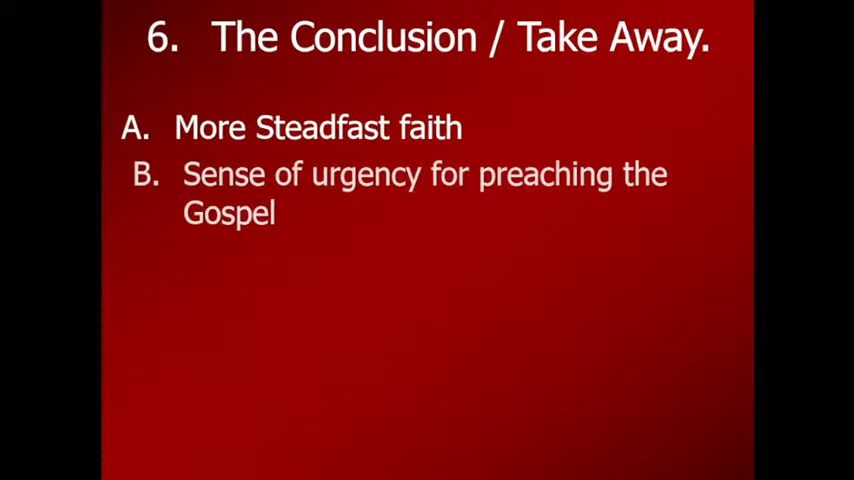 6. The Conclusion / Take Away.
A. More Steadfast faith
B. Sense of urgency for preaching the
Gospel